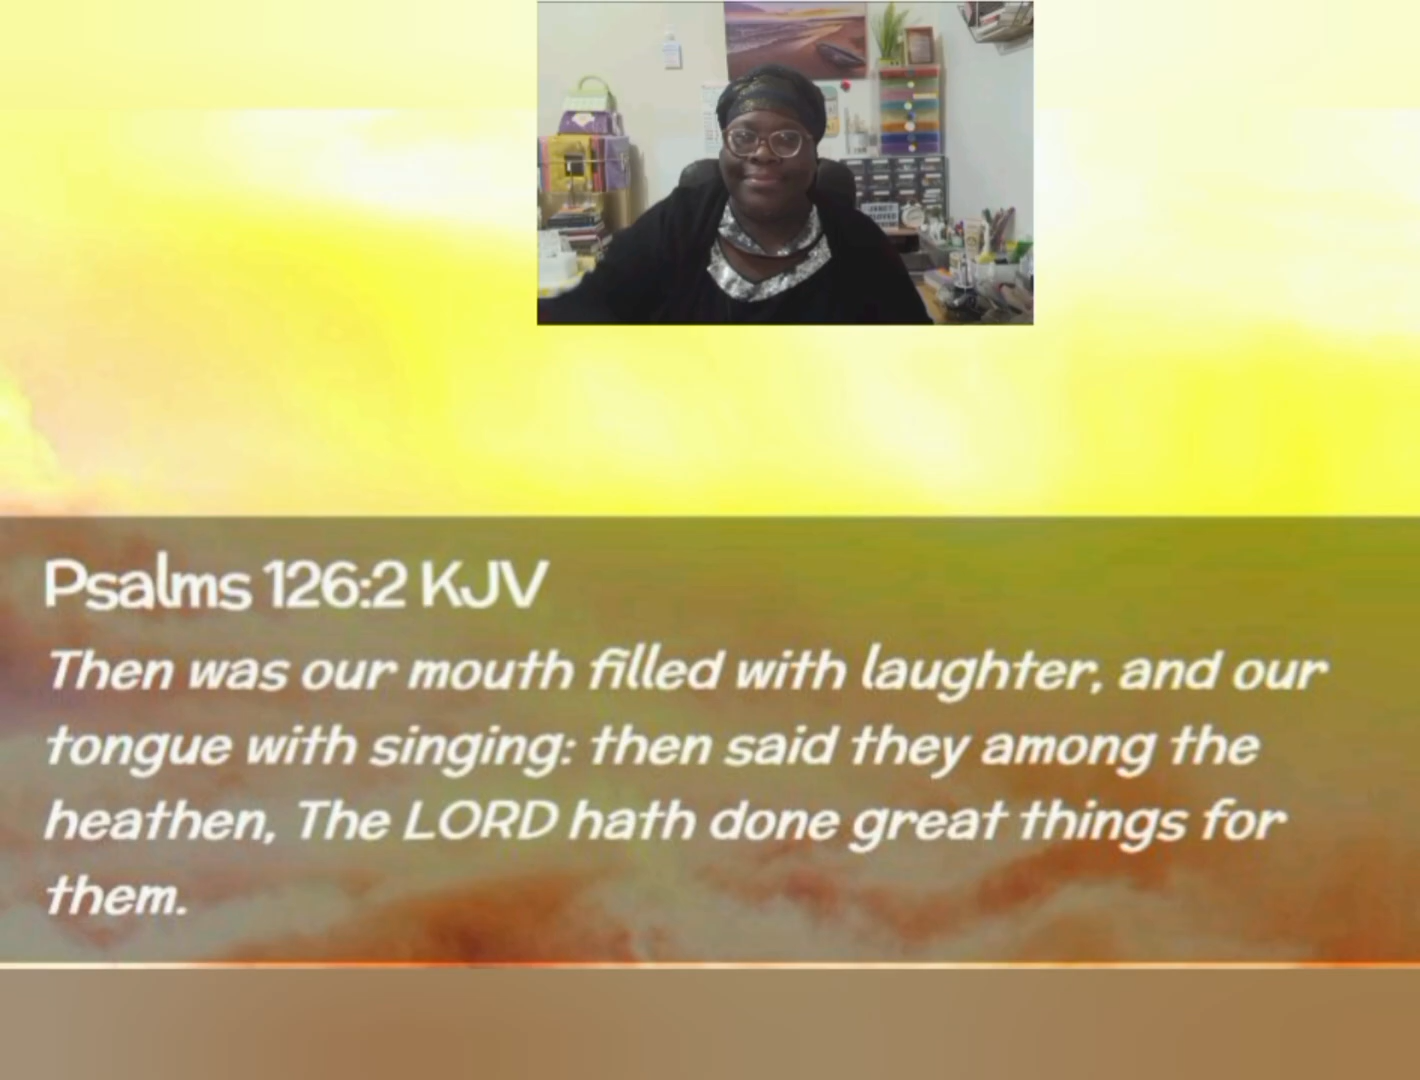 Psalms 126:2 KJV
Then was our mouth filled with laughter, and our
tongue with singing: then said they among the
heathen, The LORD hath done great things for
them.